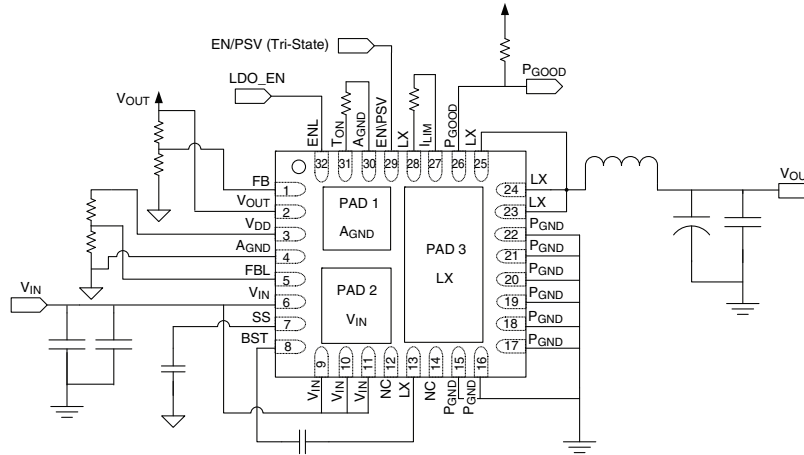 EN/PSV (Tri-State)
PGOOD
LDO_EN
VOUT
ENL
TON
AGND
EN\PSV
LX
ILIM
PGOOD
LX
32
31
30
29
28
27
26
25
FB
1
VOUT
2
VDD
3
AGND
4
FBL
5
VIN
VIN
6
SS
7
BST
8
PAD 1
AGND
PAD 2
VIN
PAD 3
LX
24
LX
23
LX
22
PGND
21
PGND
20
PGND
19
PGND
18
PGND
17
PGND
VOU
9
10
11
12
13
14
15
16
VIN
VIN
VIN
NC
LX
NC
PGND
PGND